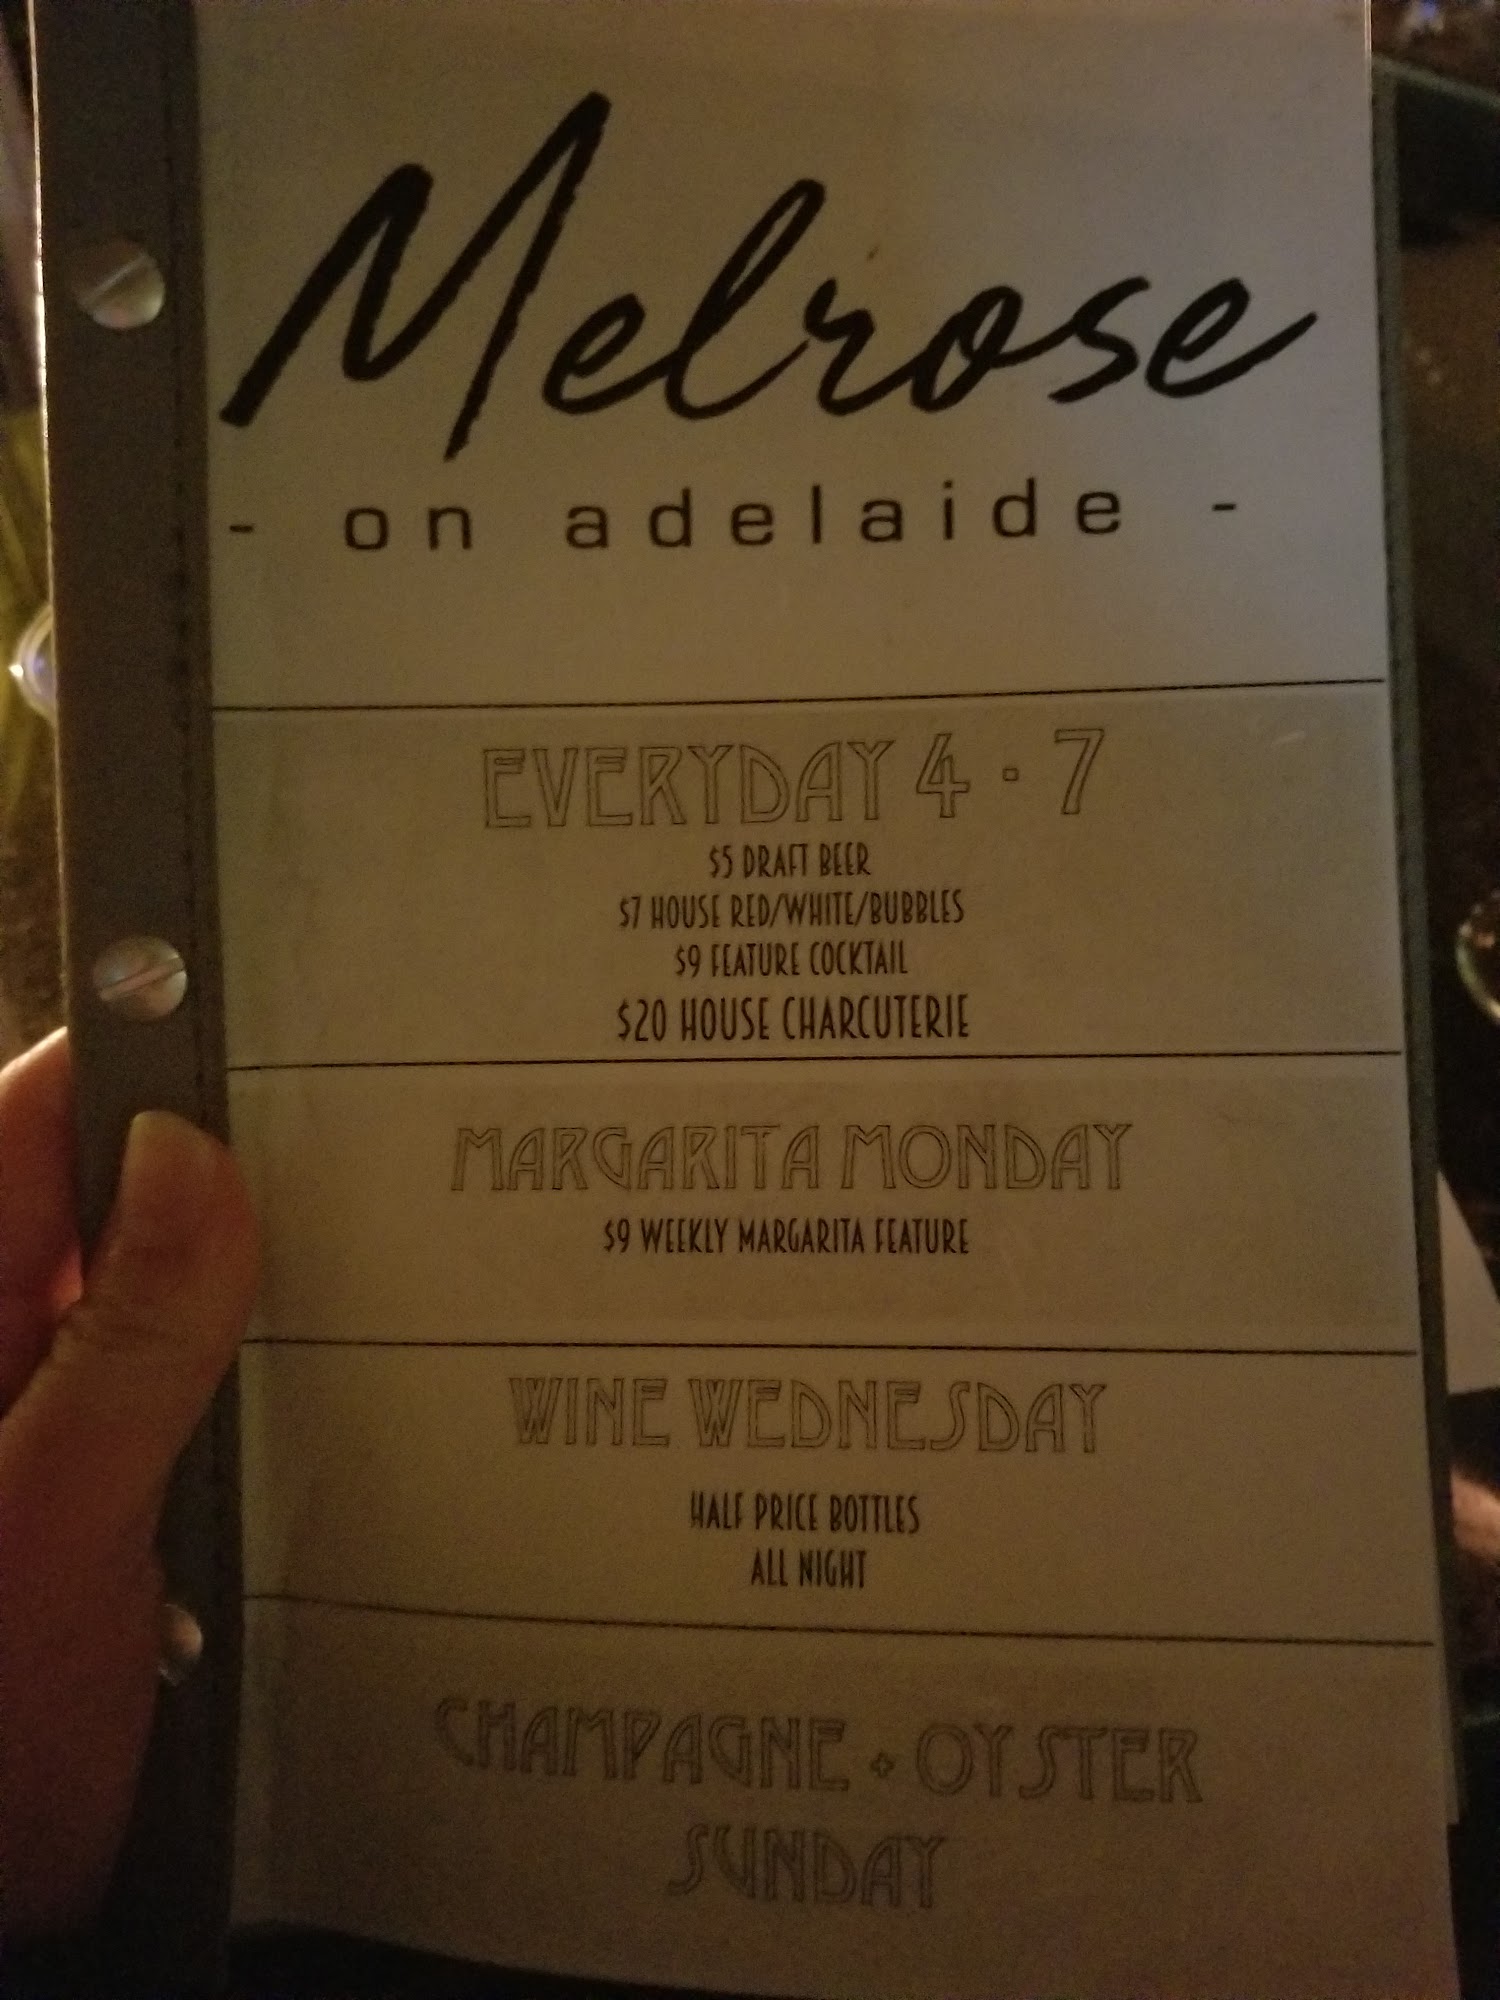 Melrose
- on adelaide -
EVERYDAY 4 - 7
$5 DRAFT BEER
$7 HOUSE RED/WHITE/BUBBLES
$9 FEATURE COCKTAIL
$20 HOUSE CHARCUTERIE
MARGARITA MONDAY
$9 WEEKLY MARGARITA FEATURE
WINE WEDNESDAY
HALF PRICE BOTTLES
ALL NIGHT
CHAMPAGNE + OYSTER
SUNDAY